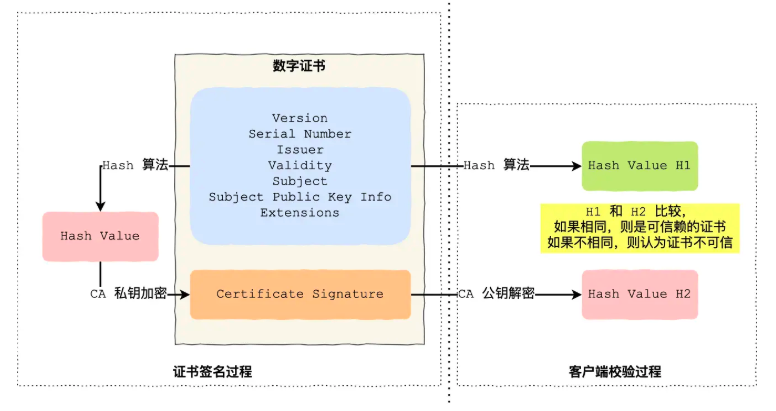 数字证书
Version
Serial Number
Issuer
Validity
Subject
Subject Public Key Info
Extensions
Hash 算法
Hash Value
CA 私钥加密
Certificate Signature
证书签名过程
Hash 算法
Hash Value H1
H1 和 H2 比较，
如果相同，则是可信赖的证书
如果不相同，则认为证书不可信
CA 公钥解密
Hash Value H2
客户端校验过程